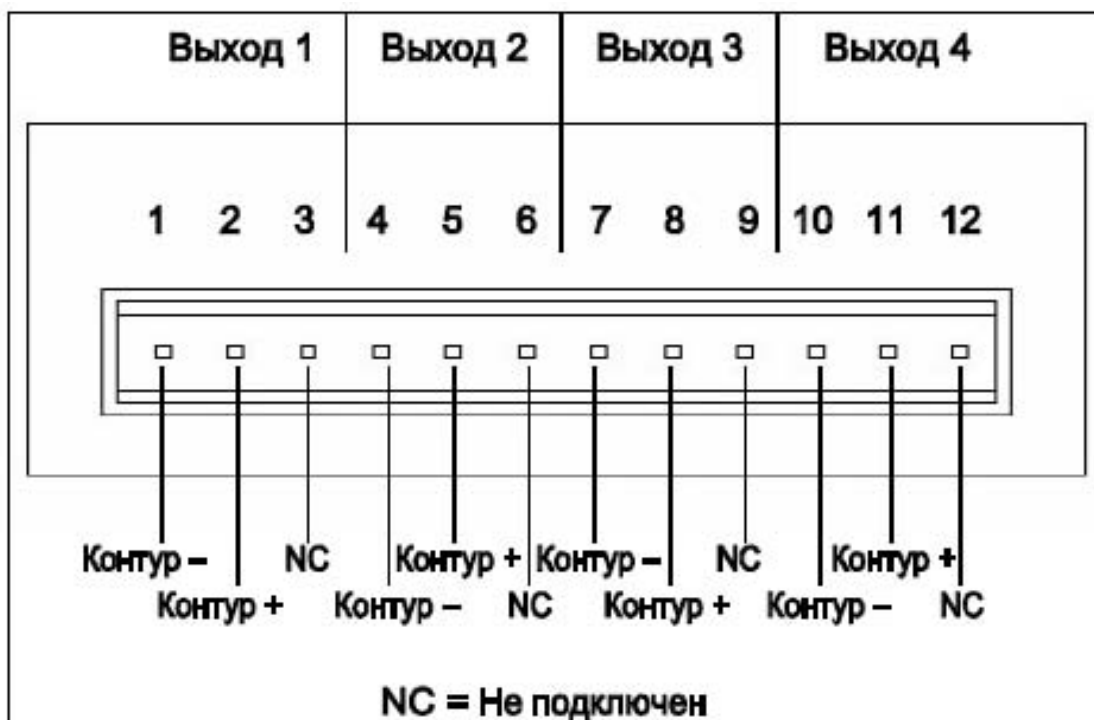 Выход 1 Выход 2 Выход 3 Выход 4
1 2 3 4 5 6 7 8 9 10 11 12
Контур – NC Контур + Контур – NC Контур +
Контур + Контур – NC Контур + Контур – NC
NC = Не подключен